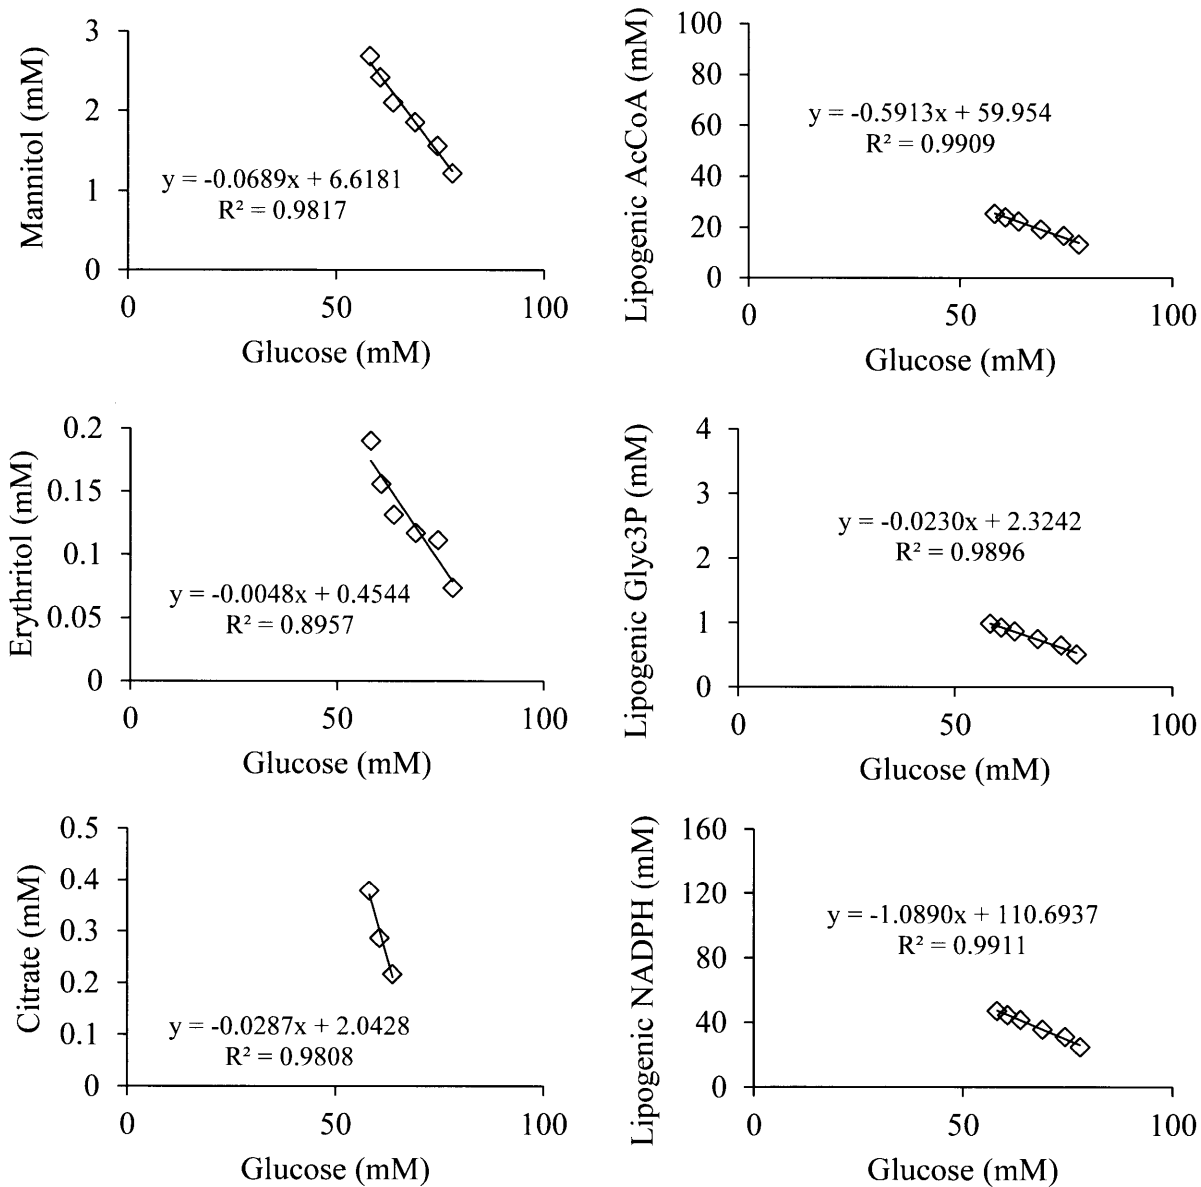 Mannitol (mM)
3
2
1
0
y = -0.0689x + 6.6181
R² = 0.9817
0
50
100
Glucose (mM)
Lipogenic AcCoA (mM)
100
80
60
40
20
0
y = -0.5913x + 59.954
R² = 0.9909
0
50
100
Glucose (mM)
Erythritol (mM)
0.2
0.15
0.1
0.05
0
y = -0.0048x + 0.4544
R² = 0.8957
0
50
100
Glucose (mM)
Lipogenic Glyc3P (mM)
4
3
2
1
0
y = -0.0230x + 2.3242
R² = 0.9896
0
50
100
Glucose (mM)
Citrate (mM)
0.5
0.4
0.3
0.2
0.1
0
y = -0.0287x + 2.0428
R² = 0.9808
0
50
100
Glucose (mM)
Lipogenic NADPH (mM)
160
120
80
40
0
y = -1.0890x + 110.6937
R² = 0.9911
0
50
100
Glucose (mM)